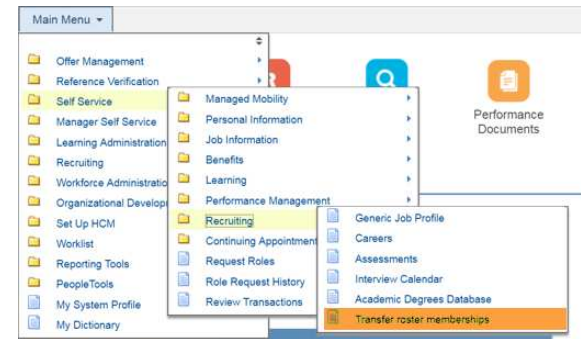 Main Menu
Offer Management
Reference Verification
Self Service
Manager Self Service
Learning Administration
Recruiting
Workforce Administratio
Organizational Develop
Set Up HCM
Worklist
Reporting Tools
PeopleTools
My System Profile
My Dictionary
Managed Mobility
Personal Information
Job Information
Benefits
Learning
Performance Management
Recruiting
Continuing Appointment
Request Roles
Role Request History
Review Transactions
Generic Job Profile
Careers
Assessments
Interview Calendar
Academic Degrees Database
Transfer roster memberships
Performance
Documents